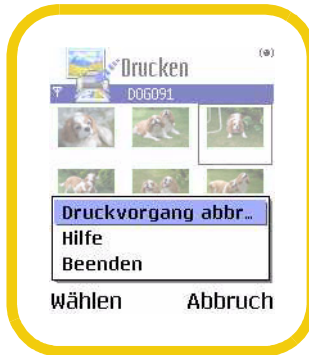 Drucken
DOG091
Druckvorgang abbr…
Hilfe
Beenden
Wählen Abbruch